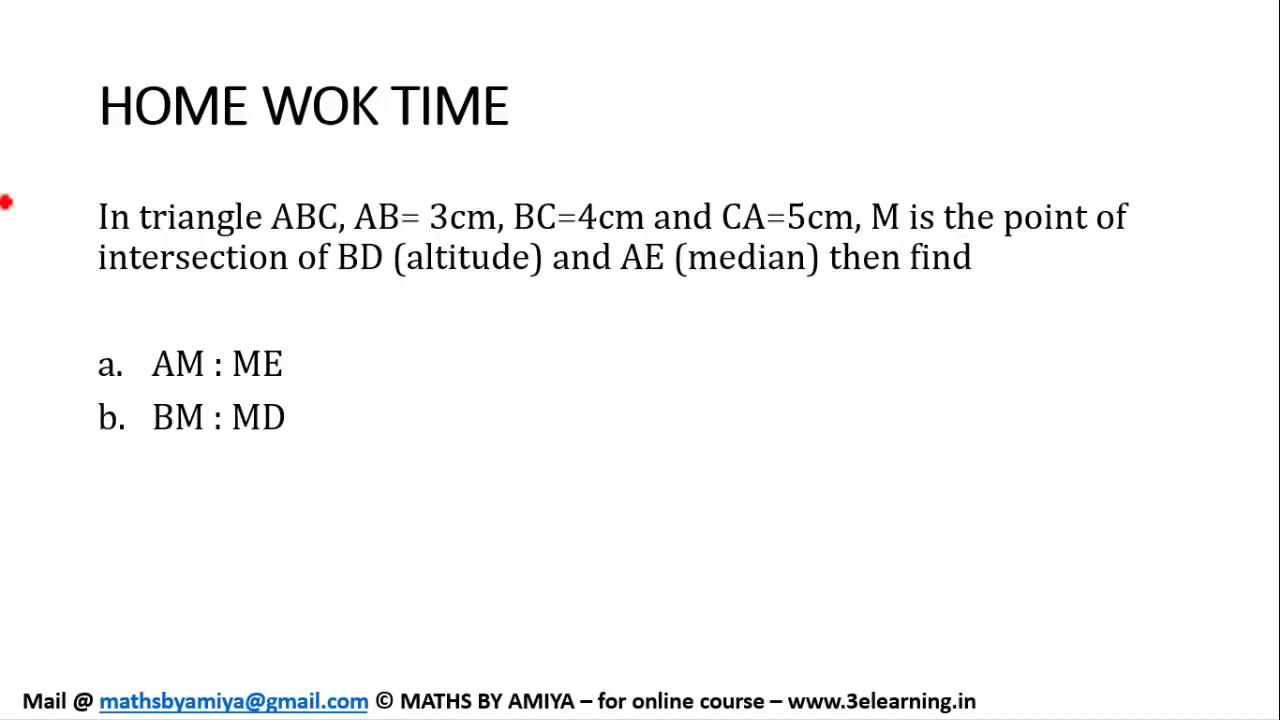 HOME WOK TIME
In triangle ABC, AB= 3cm, BC=4cm and CA=5cm, M is the point of
intersection of BD (altitude) and AE (median) then find
a. AM : ME
b. BM : MD
Mail @ mathsbyamiya@gmail.com © MATHS BY AMIYA – for online course – www.3elearning.in